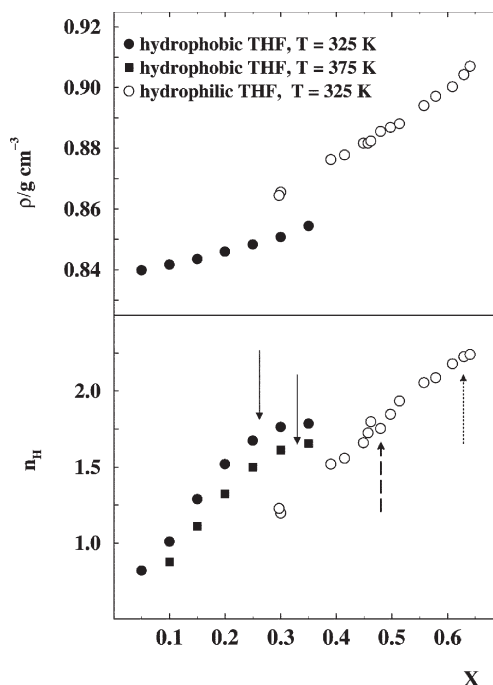 0.92
● hydrophobic THF, T = 325 K
■ hydrophobic THF, T = 375 K
○ hydrophilic THF, T = 325 K
0.90
0.88
0.86
0.84
ρ/g cm⁻³
2.0
1.5
1.0
n_H
0.1 0.2 0.3 0.4 0.5 0.6
X